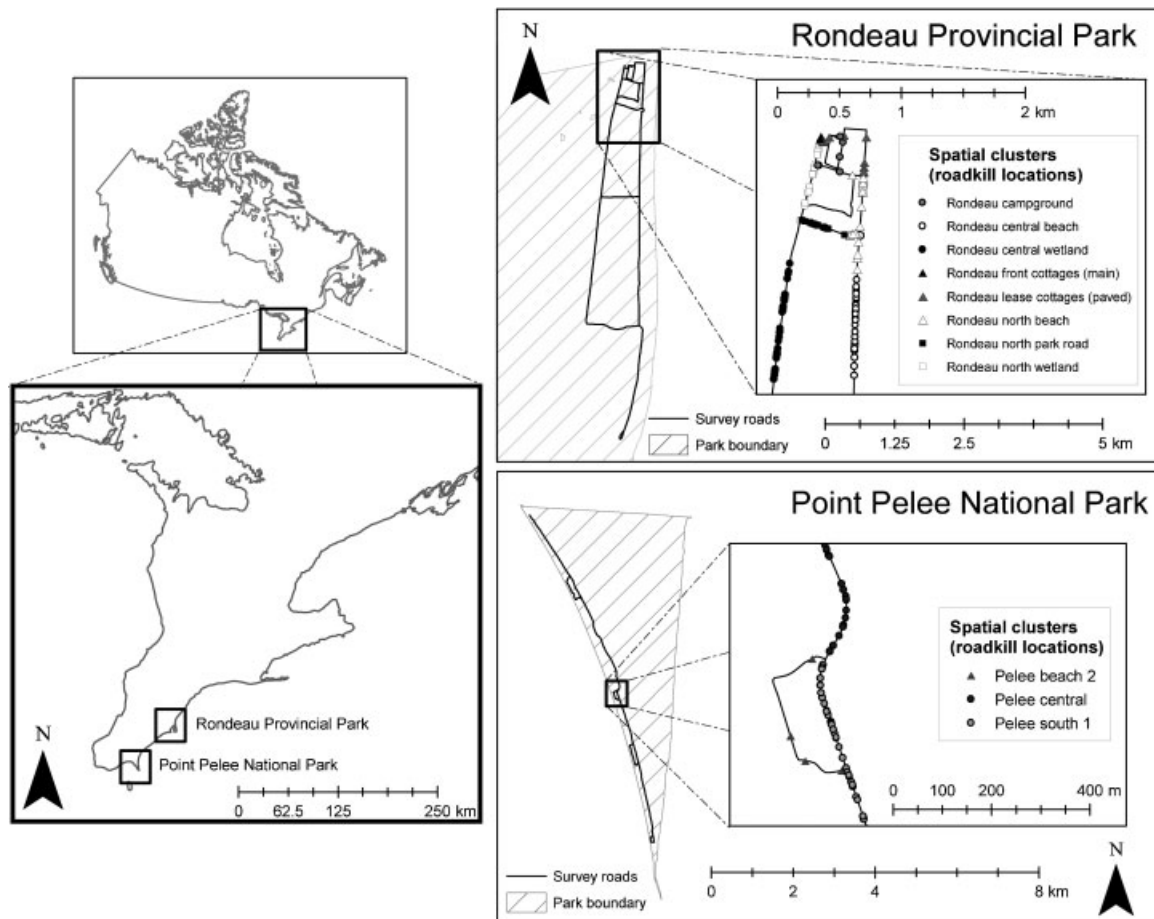 N
Rondeau Provincial Park
0 0.5 1 2 km
Spatial clusters
(roadkill locations)
Rondeau campground
Rondeau central beach
Rondeau central wetland
Rondeau front cottages (main)
Rondeau lease cottages (paved)
Rondeau north beach
Rondeau north park road
Rondeau north wetland
Survey roads
Park boundary
0 1.25 2.5 5 km
Rondeau Provincial Park
Point Pelee National Park
N
0 62.5 125 250 km
Point Pelee National Park
Spatial clusters
(roadkill locations)
Pelee beach 2
Pelee central
Pelee south 1
0 100 200 400 m
Survey roads
Park boundary
0 2 4 8 km
N